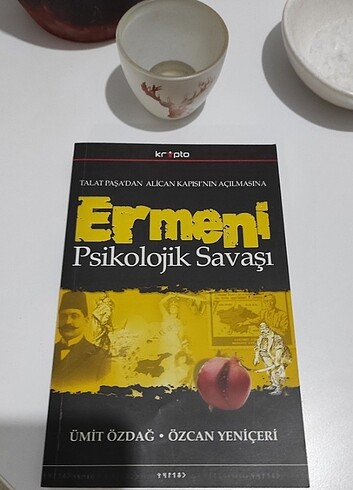 kripto
TALAT PAŞA'DAN ALİCAN KAPISI'NIN AÇILMASINA
Ermeni
Psikolojik Savaşı
ÜMİT ÖZDAĞ • ÖZCAN YENİÇERİ